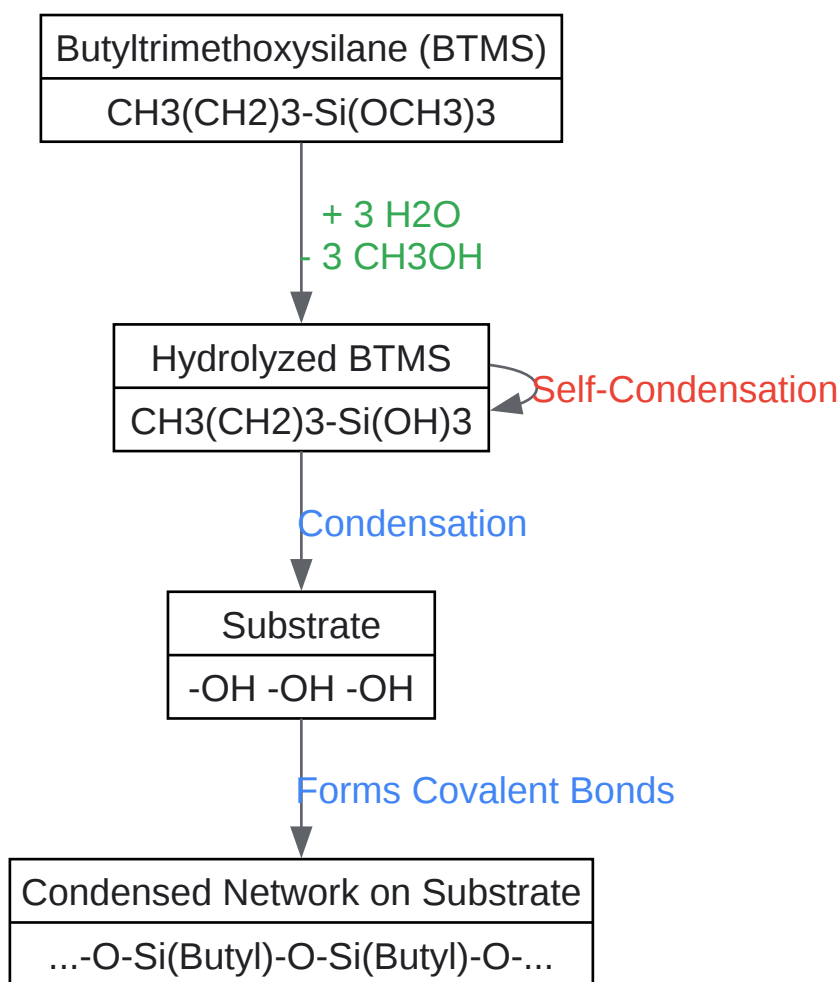 Butyltrimethoxysilane (BTMS)
CH3(CH2)3-Si(OCH3)3
+ 3 H2O
- 3 CH3OH
Hydrolyzed BTMS
CH3(CH2)3-Si(OH)3
Self-Condensation
Condensation
Substrate
-OH -OH -OH
Forms Covalent Bonds
Condensed Network on Substrate
...-O-Si(Butyl)-O-Si(Butyl)-O-...